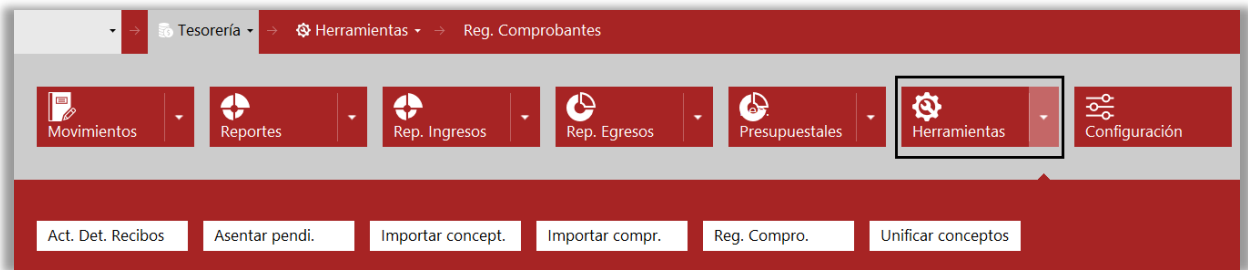 Tesorería Herramientas Reg. Comprobantes
Movimientos Reportes Rep. Ingresos Rep. Egresos Presupuestales Herramientas Configuración
Act. Det. Recibos Asentar pendi. Importar concept. Importar compr. Reg. Compro. Unificar conceptos